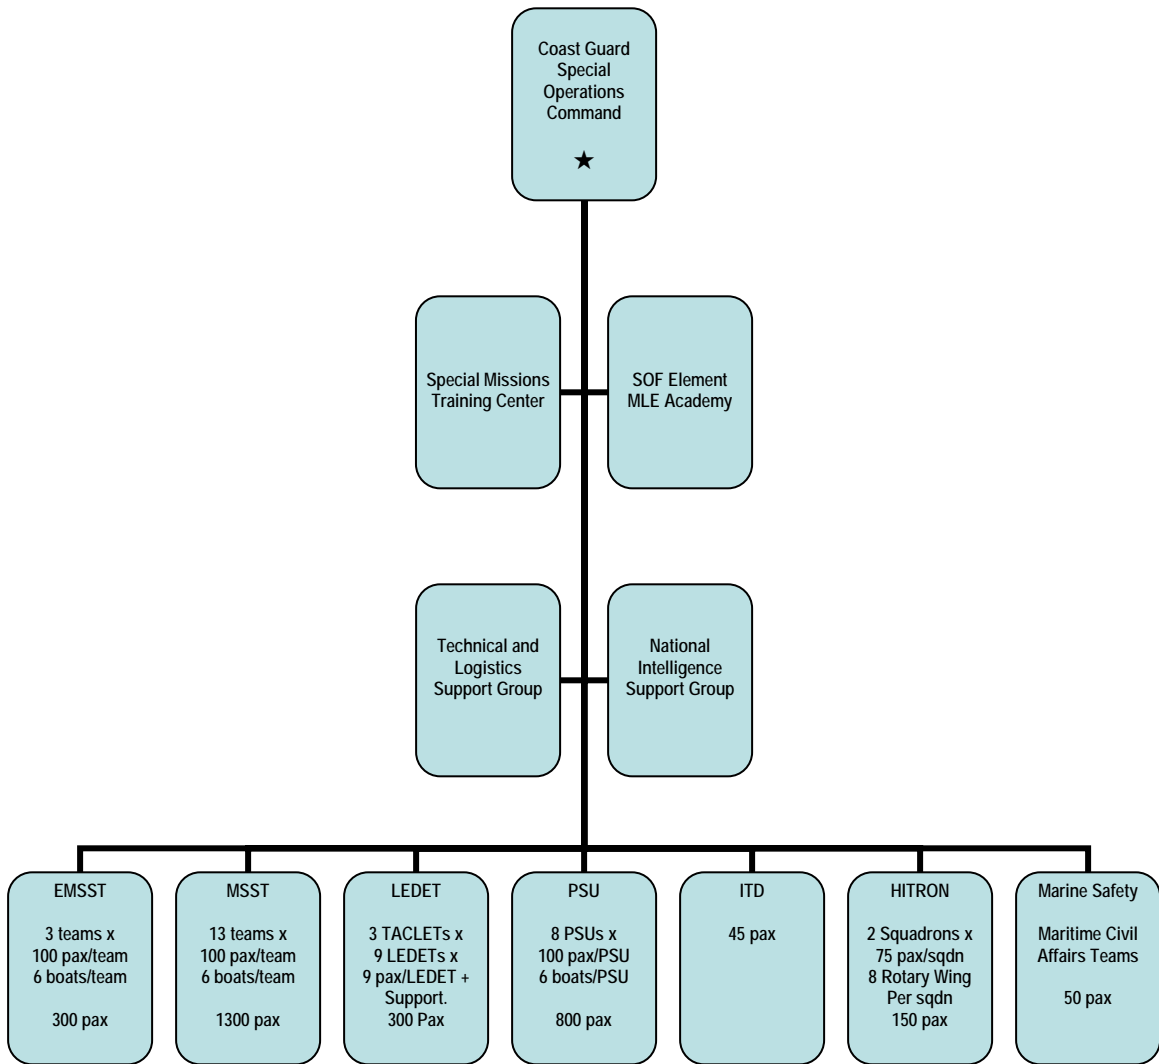 Coast Guard
Special
Operations
Command
★
Special Missions
Training Center
SOF Element
MLE Academy
Technical and
Logistics
Support Group
National
Intelligence
Support Group
EMSST
3 teams x
100 pax/team
6 boats/team
300 pax
MSST
13 teams x
100 pax/team
6 boats/team
1300 pax
LEDET
3 TACLETs x
9 LEDETs x
9 pax/LEDET +
Support.
300 Pax
PSU
8 PSUs x
100 pax/PSU
6 boats/PSU
800 pax
ITD
45 pax
HITRON
2 Squadrons x
75 pax/sqdn
8 Rotary Wing
Per sqdn
150 pax
Marine Safety
Maritime Civil
Affairs Teams
50 pax